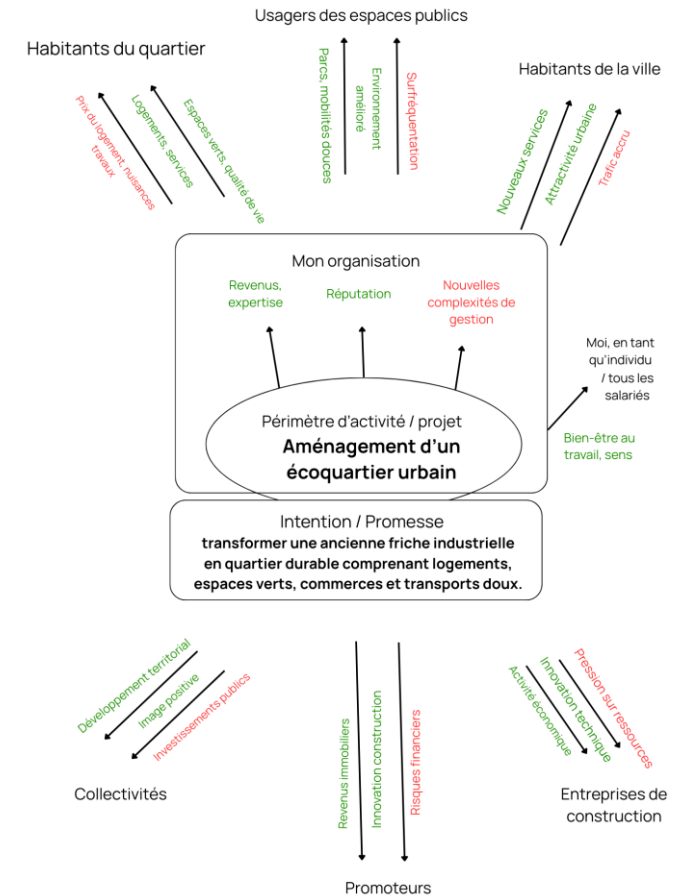 Usagers des espaces publics
Habitants du quartier
Habitants de la ville
Prix du logement, nuisances
travaux
Logements, services
Espaces verts, qualité de vie
Parcs, mobilités douces
Environnement
amélioré
Surfréquentation
Nouveaux services
Attractivité urbaine
Trafic accru
Mon organisation
Revenus,
expertise
Réputation
Nouvelles
complexités de
gestion
Moi, en tant
qu'individu
/ tous les
salariés
Bien-être au
travail, sens
Périmètre d'activité / projet
Aménagement d'un
écoquartier urbain
Intention / Promesse
transformer une ancienne friche industrielle
en quartier durable comprenant logements,
espaces verts, commerces et transports doux.
Développement territorial
Image positive
Investissements publics
Collectivités
Revenus immobiliers
Innovation construction
Risques financiers
Promoteurs
Activité économique
Innovation technique
Pression sur ressources
Entreprises de
construction